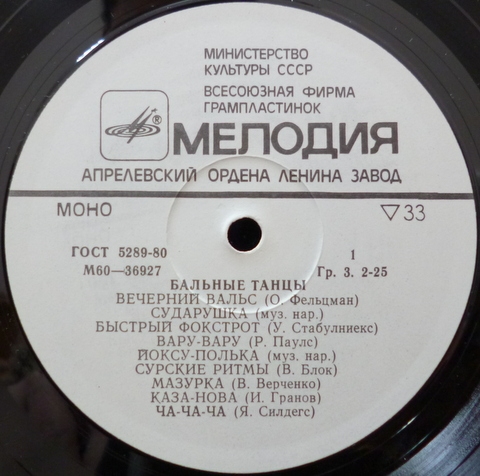 МИНИСТЕРСТВО
КУЛЬТУРЫ СССР
ВСЕСОЮЗНАЯ ФИРМА
ГРАМПЛАСТИНОК
®
МЕЛОДИЯ
АПРЕЛЕВСКИЙ ОРДЕНА ЛЕНИНА ЗАВОД
МОНО ▽33
ГОСТ 5289-80 1
М60—36927 Гр. 3. 2-25
БАЛЬНЫЕ ТАНЦЫ
ВЕЧЕРНИЙ ВАЛЬС (О. Фельцман)
СУДАРУШКА (муз. нар.)
БЫСТРЫЙ ФОКСТРОТ (У. Стабулниекс)
ВАРУ-ВАРУ (Р. Паулс)
ЙОКСУ-ПОЛЬКА (муз. нар.)
СУРСКИЕ РИТМЫ (В. Блок)
МАЗУРКА (В. Верченко)
КАЗА-НОВА (И. Гранов)
ЧА-ЧА-ЧА (Я. Силдегс)